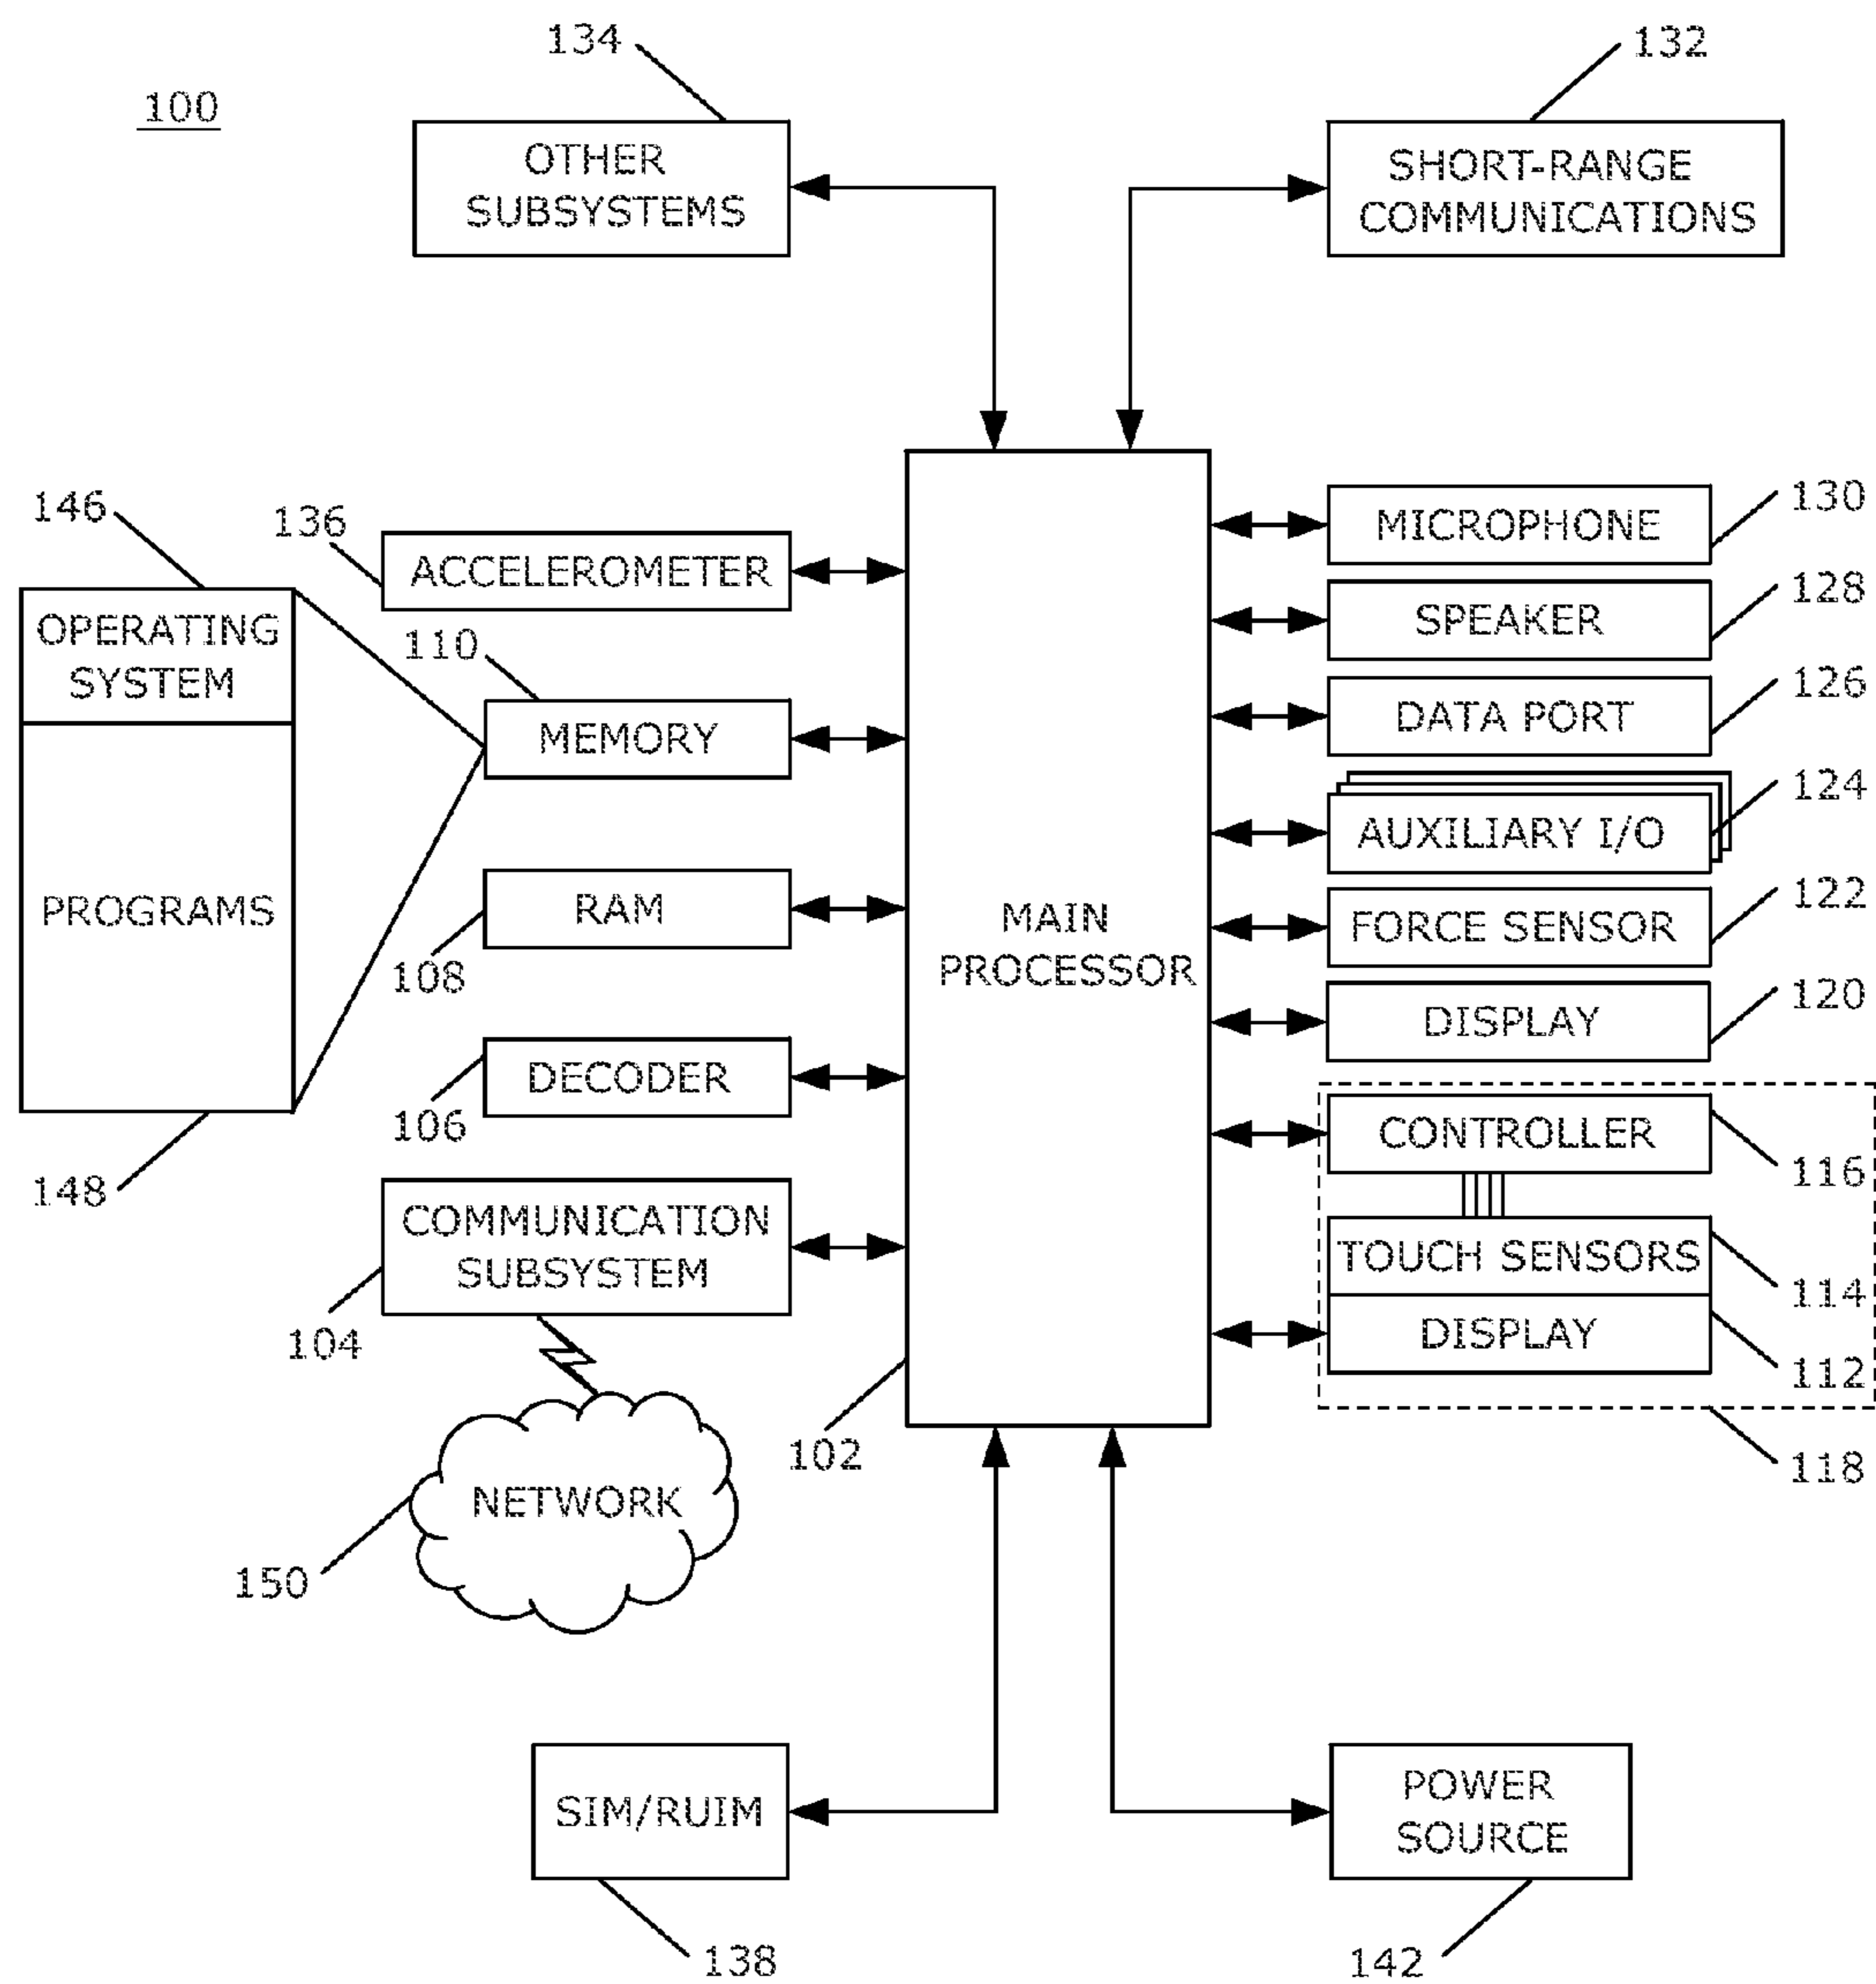 134
132
100
OTHER
SUBSYSTEMS
SHORT-RANGE
COMMUNICATIONS
146
136
ACCELEROMETER
OPERATING
SYSTEM
110
MEMORY
PROGRAMS
RAM
108
DECODER
106
148
COMMUNICATION
SUBSYSTEM
104
NETWORK
150
MAIN
PROCESSOR
102
MICROPHONE
130
SPEAKER
128
DATA PORT
126
AUXILIARY I/O
124
FORCE SENSOR
122
DISPLAY
120
CONTROLLER
116
TOUCH SENSORS
114
DISPLAY
112
118
SIM/RUIM
138
POWER
SOURCE
142